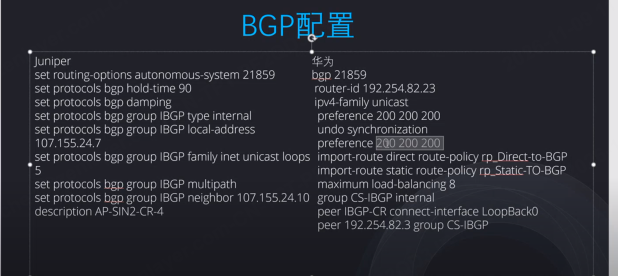 BGP配置
Juniper
set routing-options autonomous-system 21859
set protocols bgp hold-time 90
set protocols bgp damping
set protocols bgp group IBGP type internal
set protocols bgp group IBGP local-address
107.155.24.7
set protocols bgp group IBGP family inet unicast loops
5
set protocols bgp group IBGP multipath
set protocols bgp group IBGP neighbor 107.155.24.10
description AP-SIN2-CR-4
华为
bgp 21859
router-id 192.254.82.23
ipv4-family unicast
preference 200 200 200
undo synchronization
preference 200 200 200
import-route direct route-policy rp_Direct-to-BGP
import-route static route-policy rp_Static-TO-BGP
maximum load-balancing 8
group CS-IBGP internal
peer IBGP-CR connect-interface LoopBack0
peer 192.254.82.3 group CS-IBGP